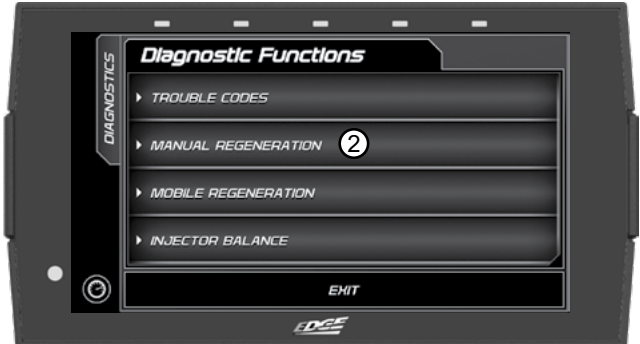 DIAGNOSTICS
Diagnostic Functions
TROUBLE CODES
MANUAL REGENERATION 2
MOBILE REGENERATION
INJECTOR BALANCE
EXIT
EDGE